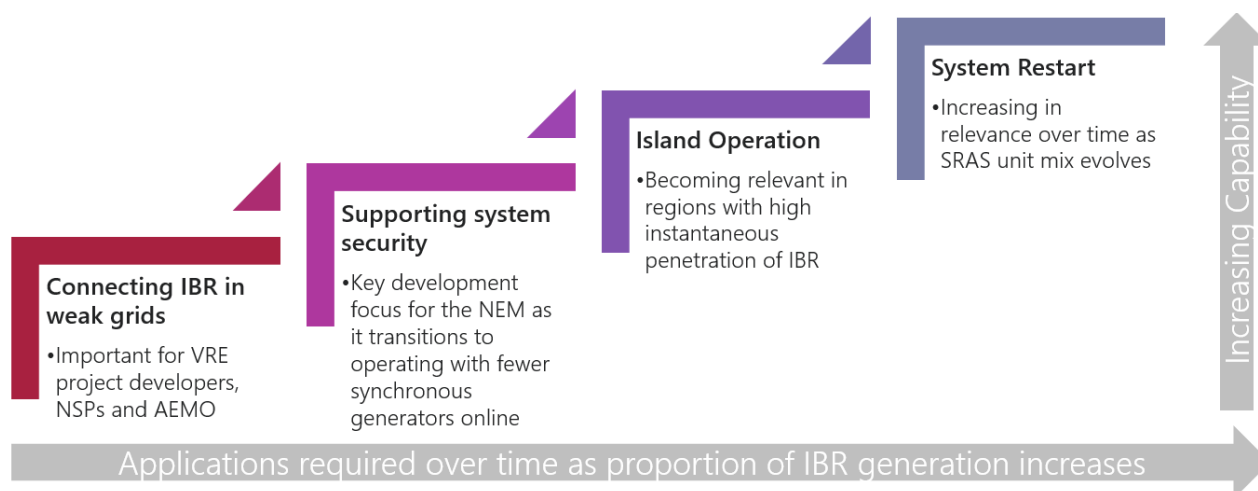 Connecting IBR in
weak grids
•Important for VRE
project developers,
NSPs and AEMO
Supporting system
security
•Key development
focus for the NEM as
it transitions to
operating with fewer
synchronous
generators online
Island Operation
•Becoming relevant in
regions with high
instantaneous
penetration of IBR
System Restart
•Increasing in
relevance over time as
SRAS unit mix evolves
Increasing Capability
Applications required over time as proportion of IBR generation increases